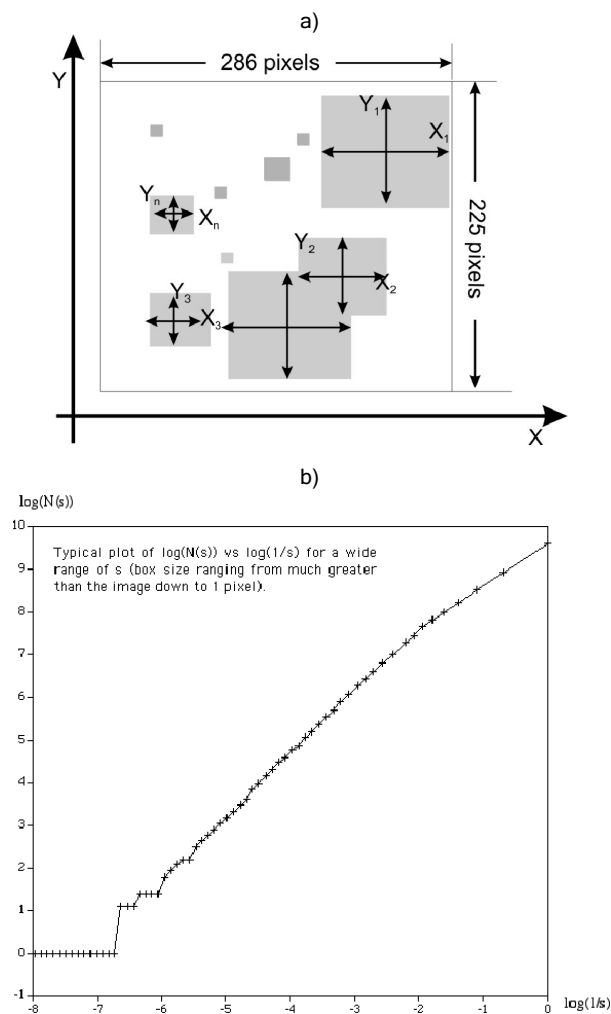 a)
286 pixels
Y
Y1
X1
Yn
Xn
Y2
X2
225 pixels
Y3
X3
X
b)
log(N(s))
10
Typical plot of log(N(s)) vs log(1/s) for a wide
range of s (box size ranging from much greater
than the image down to 1 pixel).
9
8
7
6
5
4
3
2
1
0
-1
-8 -7 -6 -5 -4 -3 -2 -1 0
log(1/s)